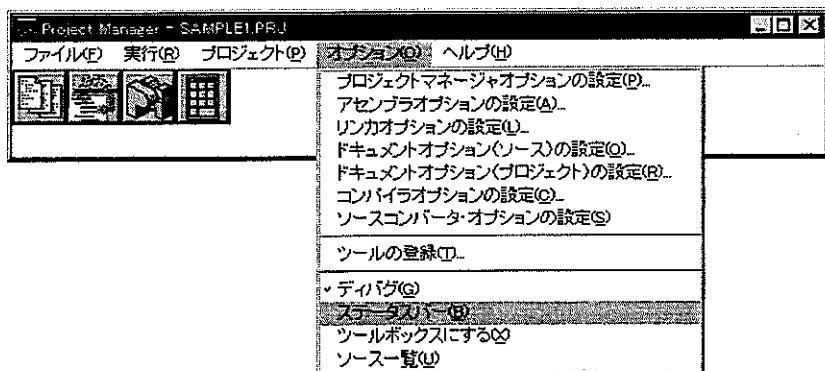 Project Manager - SAMPLE1.PRJ
ファイル(F) 実行(R) プロジェクト(P) オプション(O) ヘルプ(H)
プロジェクトマネージャオプションの設定(P)...
アセンブラオプションの設定(A)...
リンカオプションの設定(L)...
ドキュメントオプション(ソース)の設定(O)...
ドキュメントオプション(プロジェクト)の設定(R)...
コンパイラオプションの設定(C)...
ソースコンバータ・オプションの設定(S)
ツールの登録(T)...
ディバグ(G)
ステータスバー(B)
ツールボックスにする(X)
ソース一覧(U)